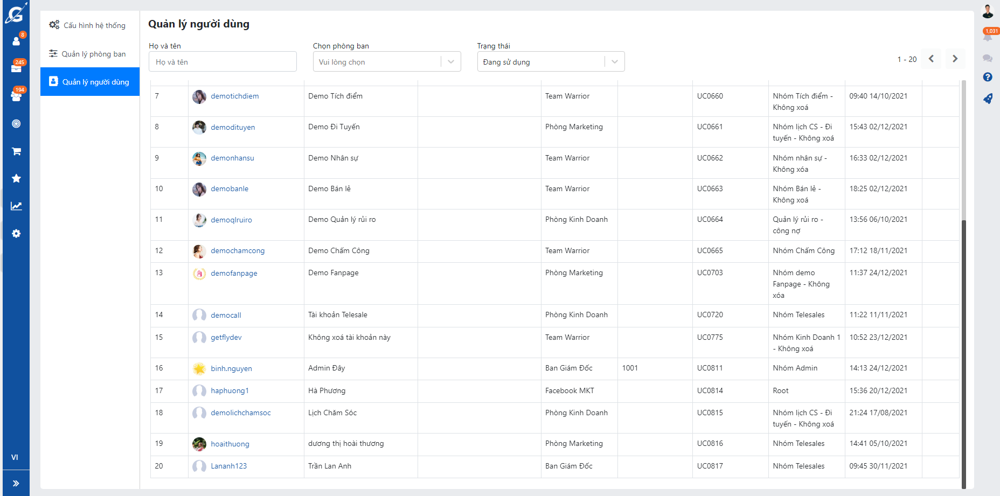 8
245
194
VI
Cấu hình hệ thống
Quản lý phòng ban
Quản lý người dùng
Quản lý người dùng
Họ và tên
Họ và tên
Chọn phòng ban
Vui lòng chọn
Trạng thái
Đang sử dụng
1 - 20
1,031
7 demotichdiem Demo Tích điểm Team Warrior UC0660 Nhóm Tích điểm - 09:40 14/10/2021
Không xoá
8 demodituyen Demo Đi Tuyến Phòng Marketing UC0661 Nhóm lịch CS - Đi 15:43 02/12/2021
tuyến - Không xoá
9 demonhansu Demo Nhân sự Team Warrior UC0662 Nhóm nhân sự - 16:33 02/12/2021
Không xóa
10 demobanle Demo Bán lẻ Team Warrior UC0663 Nhóm Bán lẻ - 18:25 02/12/2021
Không xoá
11 demoqlruiro Demo Quản lý rủi ro Phòng Kinh Doanh UC0664 Quản lý rủi ro - 13:56 06/10/2021
công nợ
12 demochamcong Demo Chấm Công Team Warrior UC0665 Nhóm Chấm Công 17:12 18/11/2021
13 demofanpage Demo Fanpage Phòng Marketing UC0703 Nhóm demo 11:37 24/12/2021
Fanpage - Không
xóa
14 democall Tài khoản Telesale Phòng Kinh Doanh UC0720 Nhóm Telesales 11:22 11/11/2021
15 getflydev Không xoá tài khoản này Team Warrior UC0775 Nhóm Kinh Doanh 1 10:52 23/12/2021
- Không xoá
16 binh.nguyen Admin Đây Ban Giám Đốc 1001 UC0811 Nhóm Admin 14:13 24/12/2021
17 haphuong1 Hà Phương Facebook MKT UC0814 Root 15:36 20/12/2021
18 demolichchamsoc Lịch Chăm Sóc Phòng Kinh Doanh UC0815 Nhóm lịch CS - Đi 21:24 17/08/2021
tuyến - Không xoá
19 hoaithuong dương thị hoài thương Phòng Marketing UC0816 Nhóm Telesales 14:41 05/10/2021
20 Lananh123 Trần Lan Anh Ban Giám Đốc UC0817 Nhóm Telesales 09:45 30/11/2021